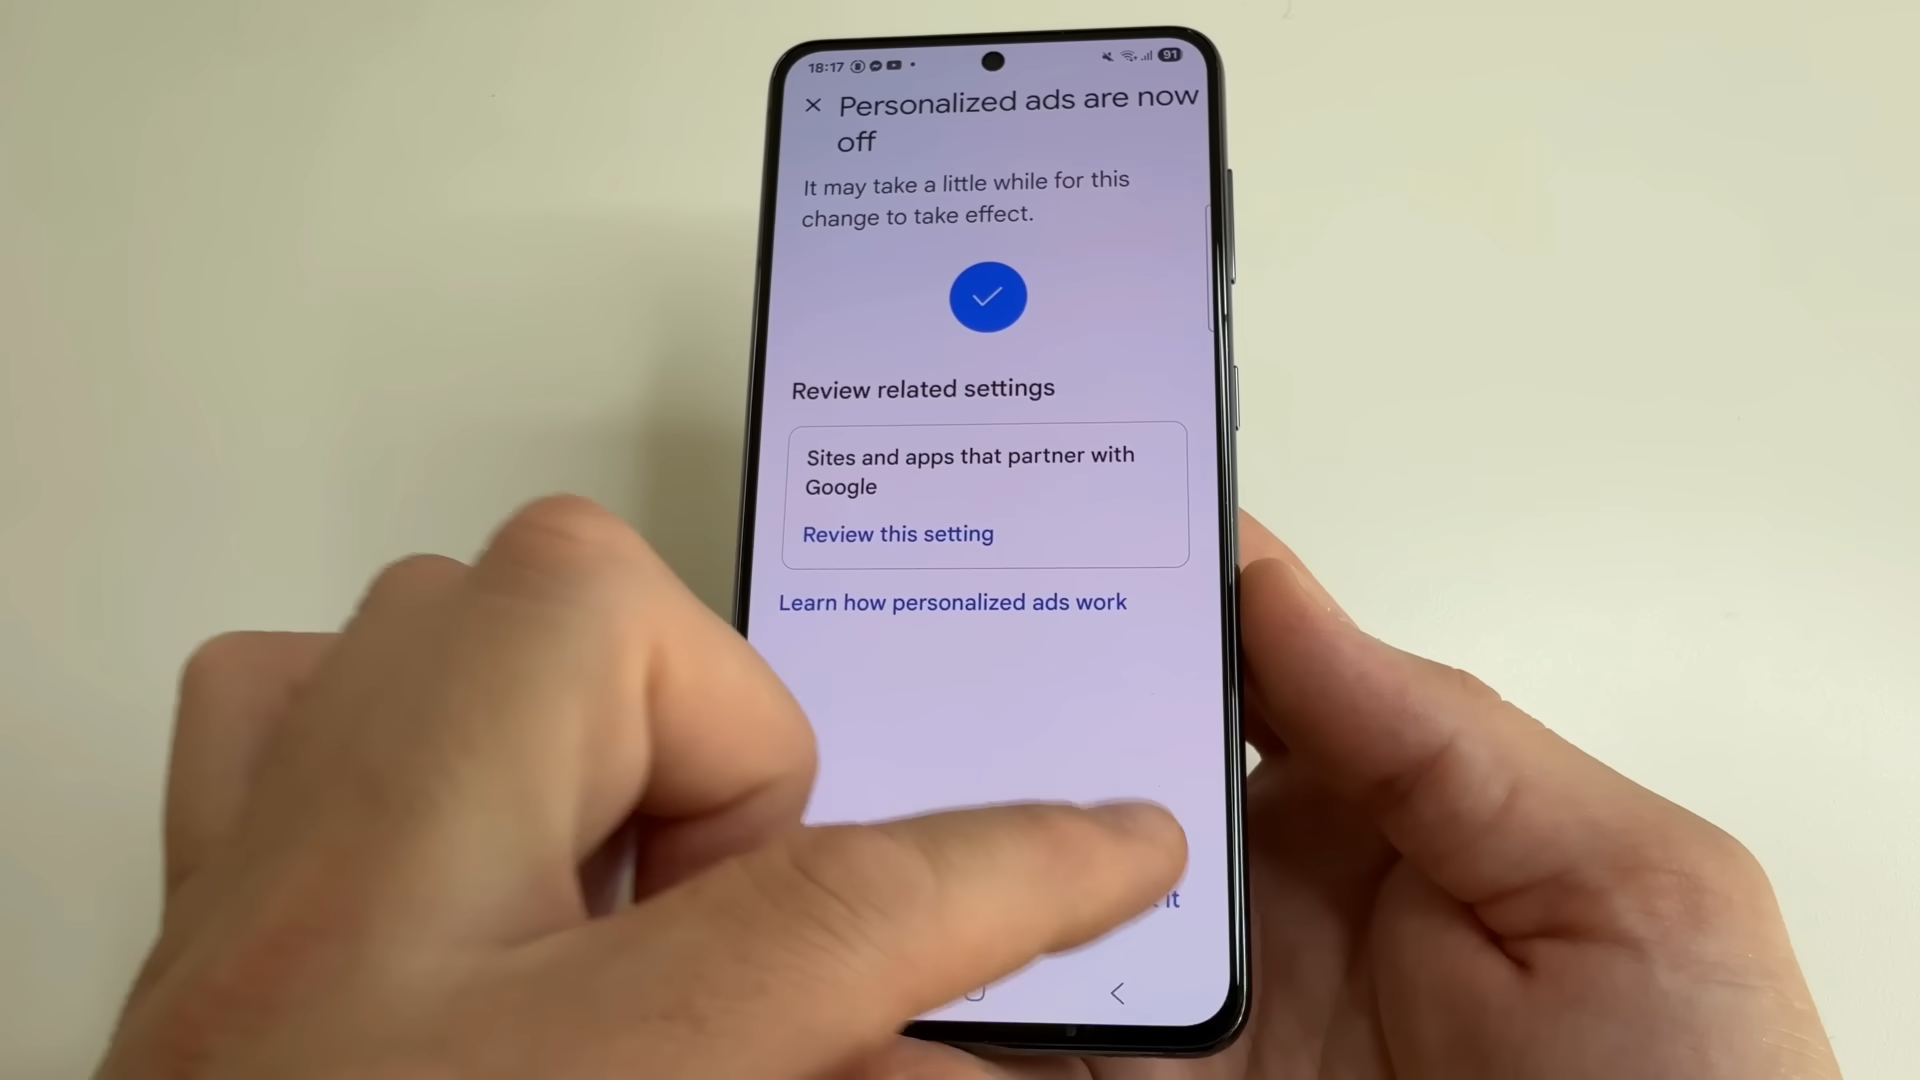 18:17
91
Personalized ads are now
off
It may take a little while for this
change to take effect.
Review related settings
Sites and apps that partner with
Google
Review this setting
Learn how personalized ads work
it